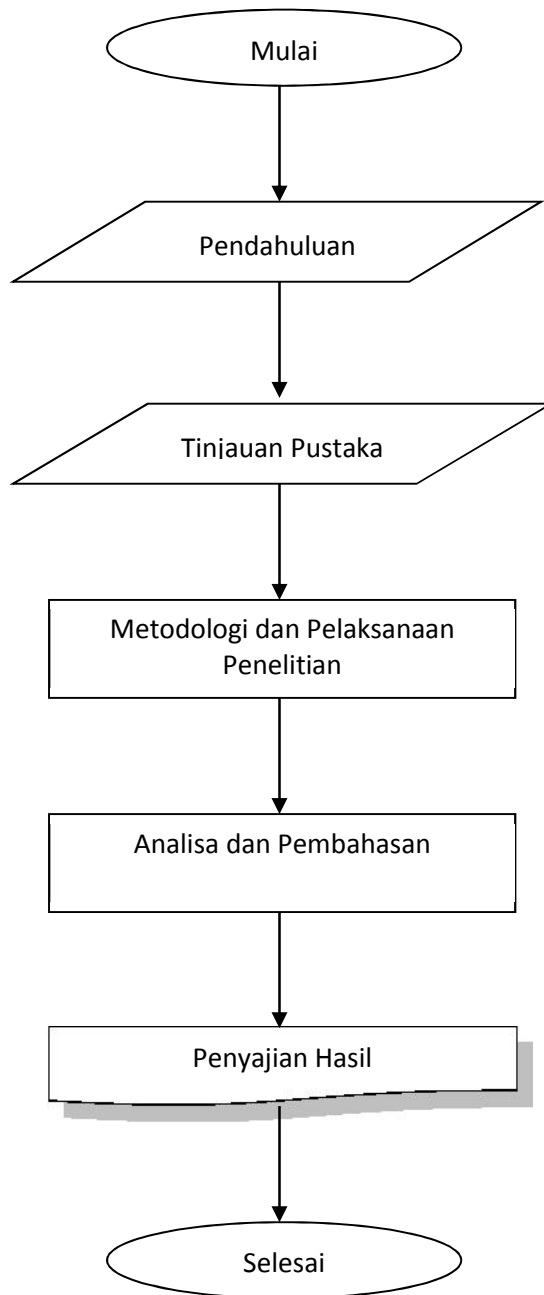 Mulai
Pendahuluan
Tinjauan Pustaka
Metodologi dan Pelaksanaan
Penelitian
Analisa dan Pembahasan
Penyajian Hasil
Selesai